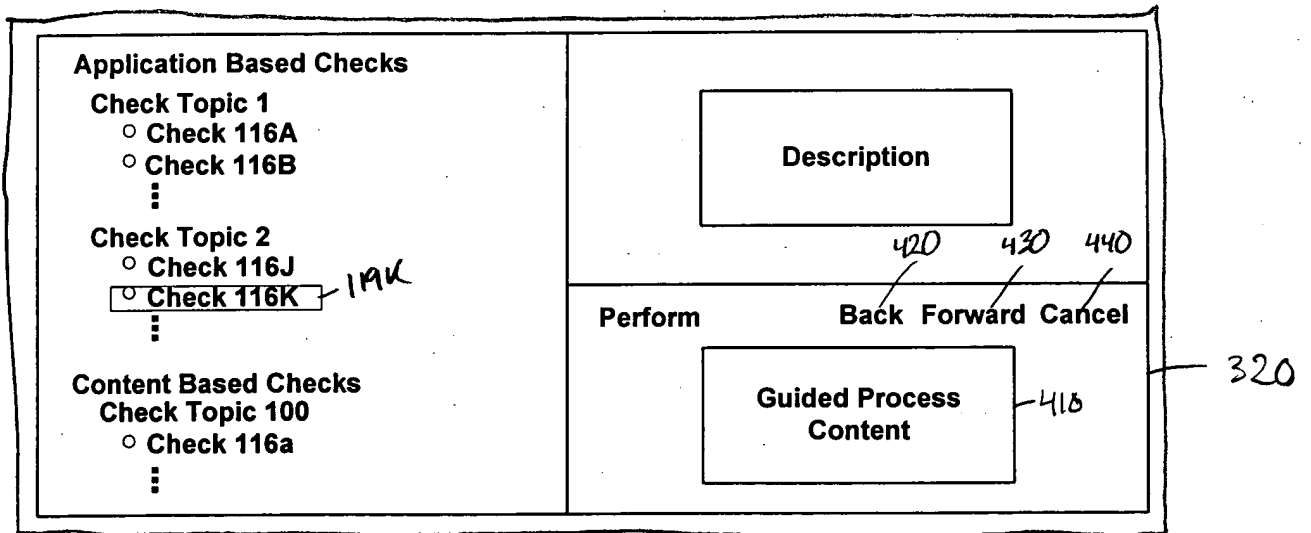 Application Based Checks
Check Topic 1
Check 116A
Check 116B
Check Topic 2
Check 116J
Check 116K
119K
Content Based Checks
Check Topic 100
Check 116a
Description
420 430 440
Perform Back Forward Cancel
320
Guided Process
Content
410